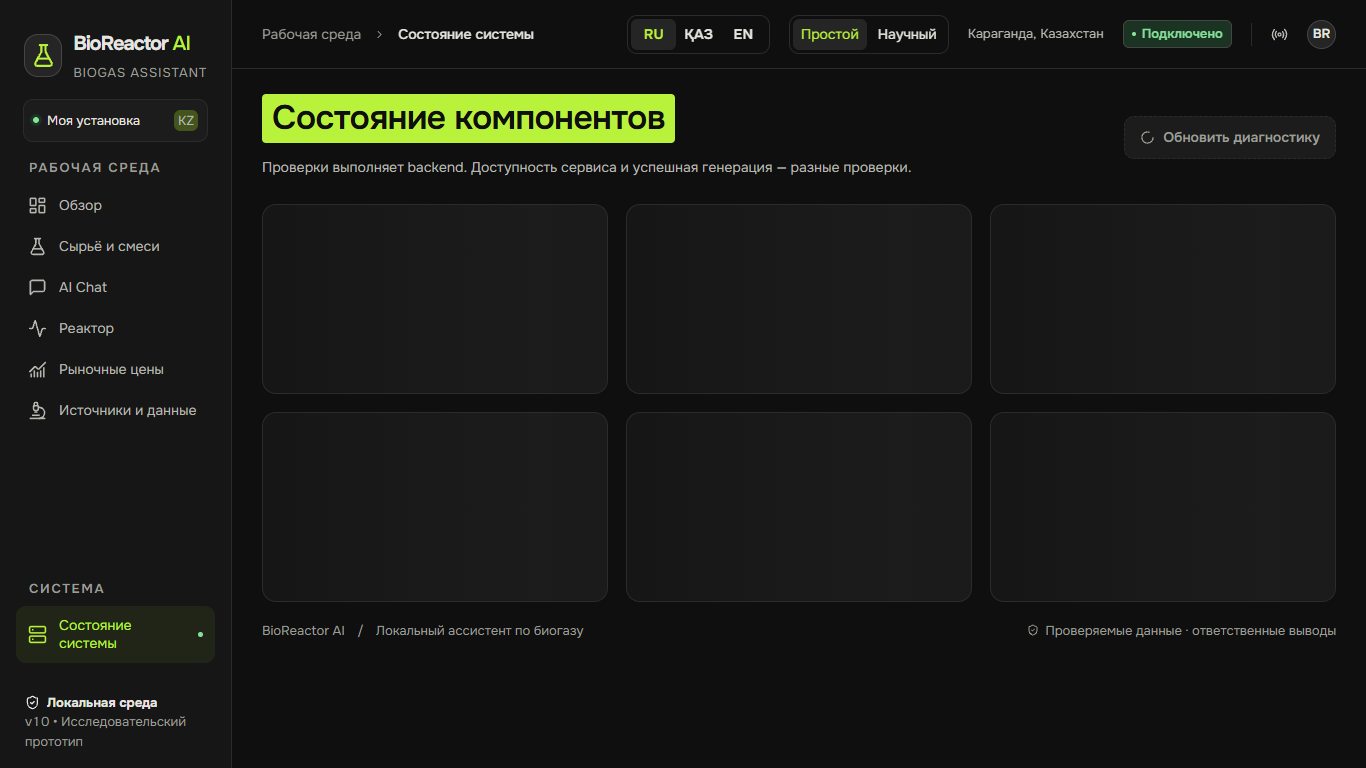 BioReactor AI
BIOGAS ASSISTANT
Моя установка KZ
РАБОЧАЯ СРЕДА
Обзор
Сырьё и смеси
AI Chat
Реактор
Рыночные цены
Источники и данные
СИСТЕМА
Состояние
системы
Локальная среда
v10 • Исследовательский
прототип
Рабочая среда > Состояние системы
RU ҚАЗ EN
Простой Научный
Караганда, Казахстан
Подключено
BR
Состояние компонентов
Проверки выполняет backend. Доступность сервиса и успешная генерация — разные проверки.
Обновить диагностику
BioReactor AI / Локальный ассистент по биогазу
Проверяемые данные · ответственные выводы